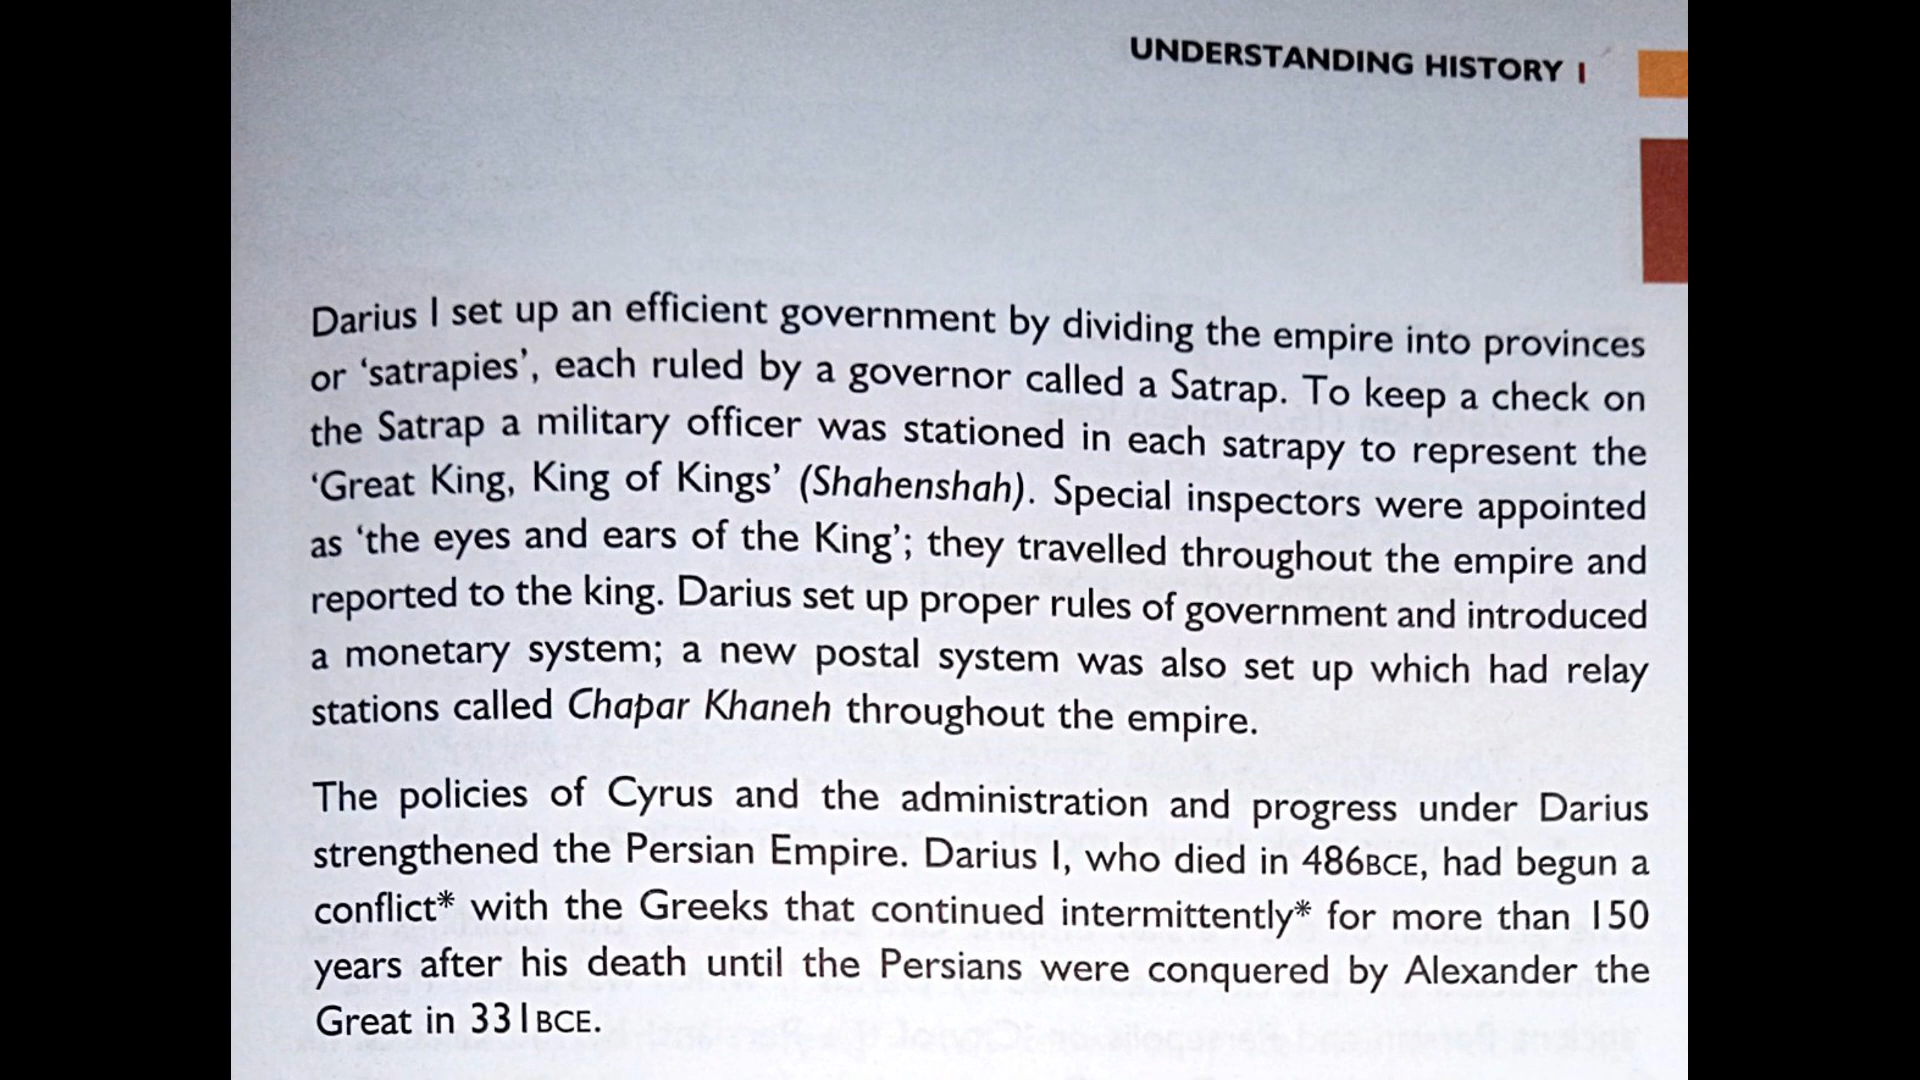 UNDERSTANDING HISTORY I
Darius I set up an efficient government by dividing the empire into provinces
or ‘satrapies’, each ruled by a governor called a Satrap. To keep a check on
the Satrap a military officer was stationed in each satrapy to represent the
‘Great King, King of Kings’ (Shahenshah). Special inspectors were appointed
as ‘the eyes and ears of the King’; they travelled throughout the empire and
reported to the king. Darius set up proper rules of government and introduced
a monetary system; a new postal system was also set up which had relay
stations called Chapar Khaneh throughout the empire.
The policies of Cyrus and the administration and progress under Darius
strengthened the Persian Empire. Darius I, who died in 486BCE, had begun a
conflict* with the Greeks that continued intermittently* for more than 150
years after his death until the Persians were conquered by Alexander the
Great in 331BCE.